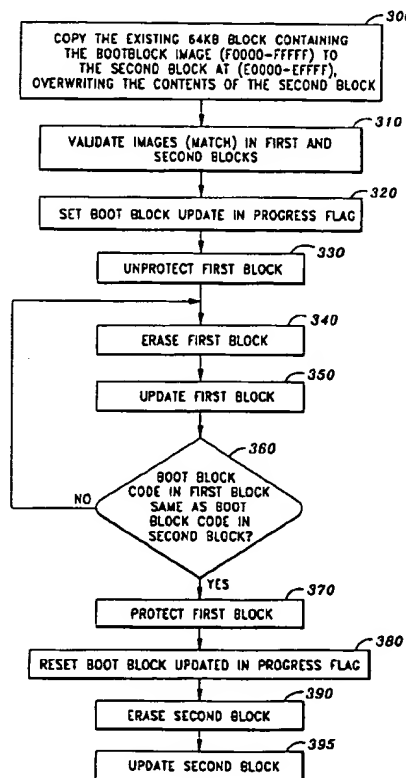 300
COPY THE EXISTING 64KB BLOCK CONTAINING
THE BOOTBLOCK IMAGE (F0000-FFFFF) TO
THE SECOND BLOCK AT (E0000-EFFFF),
OVERWRITING THE CONTENTS OF THE SECOND BLOCK
310
VALIDATE IMAGES (MATCH) IN FIRST AND
SECOND BLOCKS
320
SET BOOT BLOCK UPDATE IN PROGRESS FLAG
330
UNPROTECT FIRST BLOCK
340
ERASE FIRST BLOCK
350
UPDATE FIRST BLOCK
360
BOOT BLOCK
CODE IN FIRST BLOCK
SAME AS BOOT
BLOCK CODE IN
SECOND BLOCK?
NO
YES
370
PROTECT FIRST BLOCK
380
RESET BOOT BLOCK UPDATED IN PROGRESS FLAG
390
ERASE SECOND BLOCK
395
UPDATE SECOND BLOCK